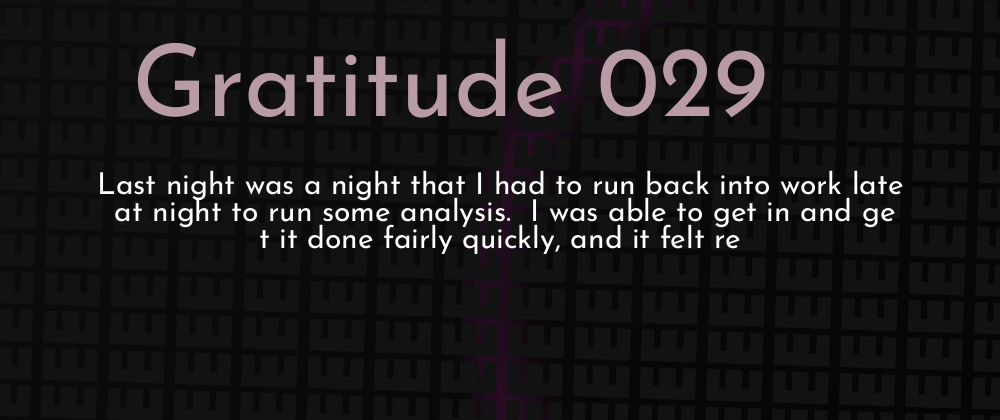 Gratitude 029
Last night was a night that I had to run back into work late
at night to run some analysis.  I was able to get in and ge
t it done fairly quickly, and it felt re